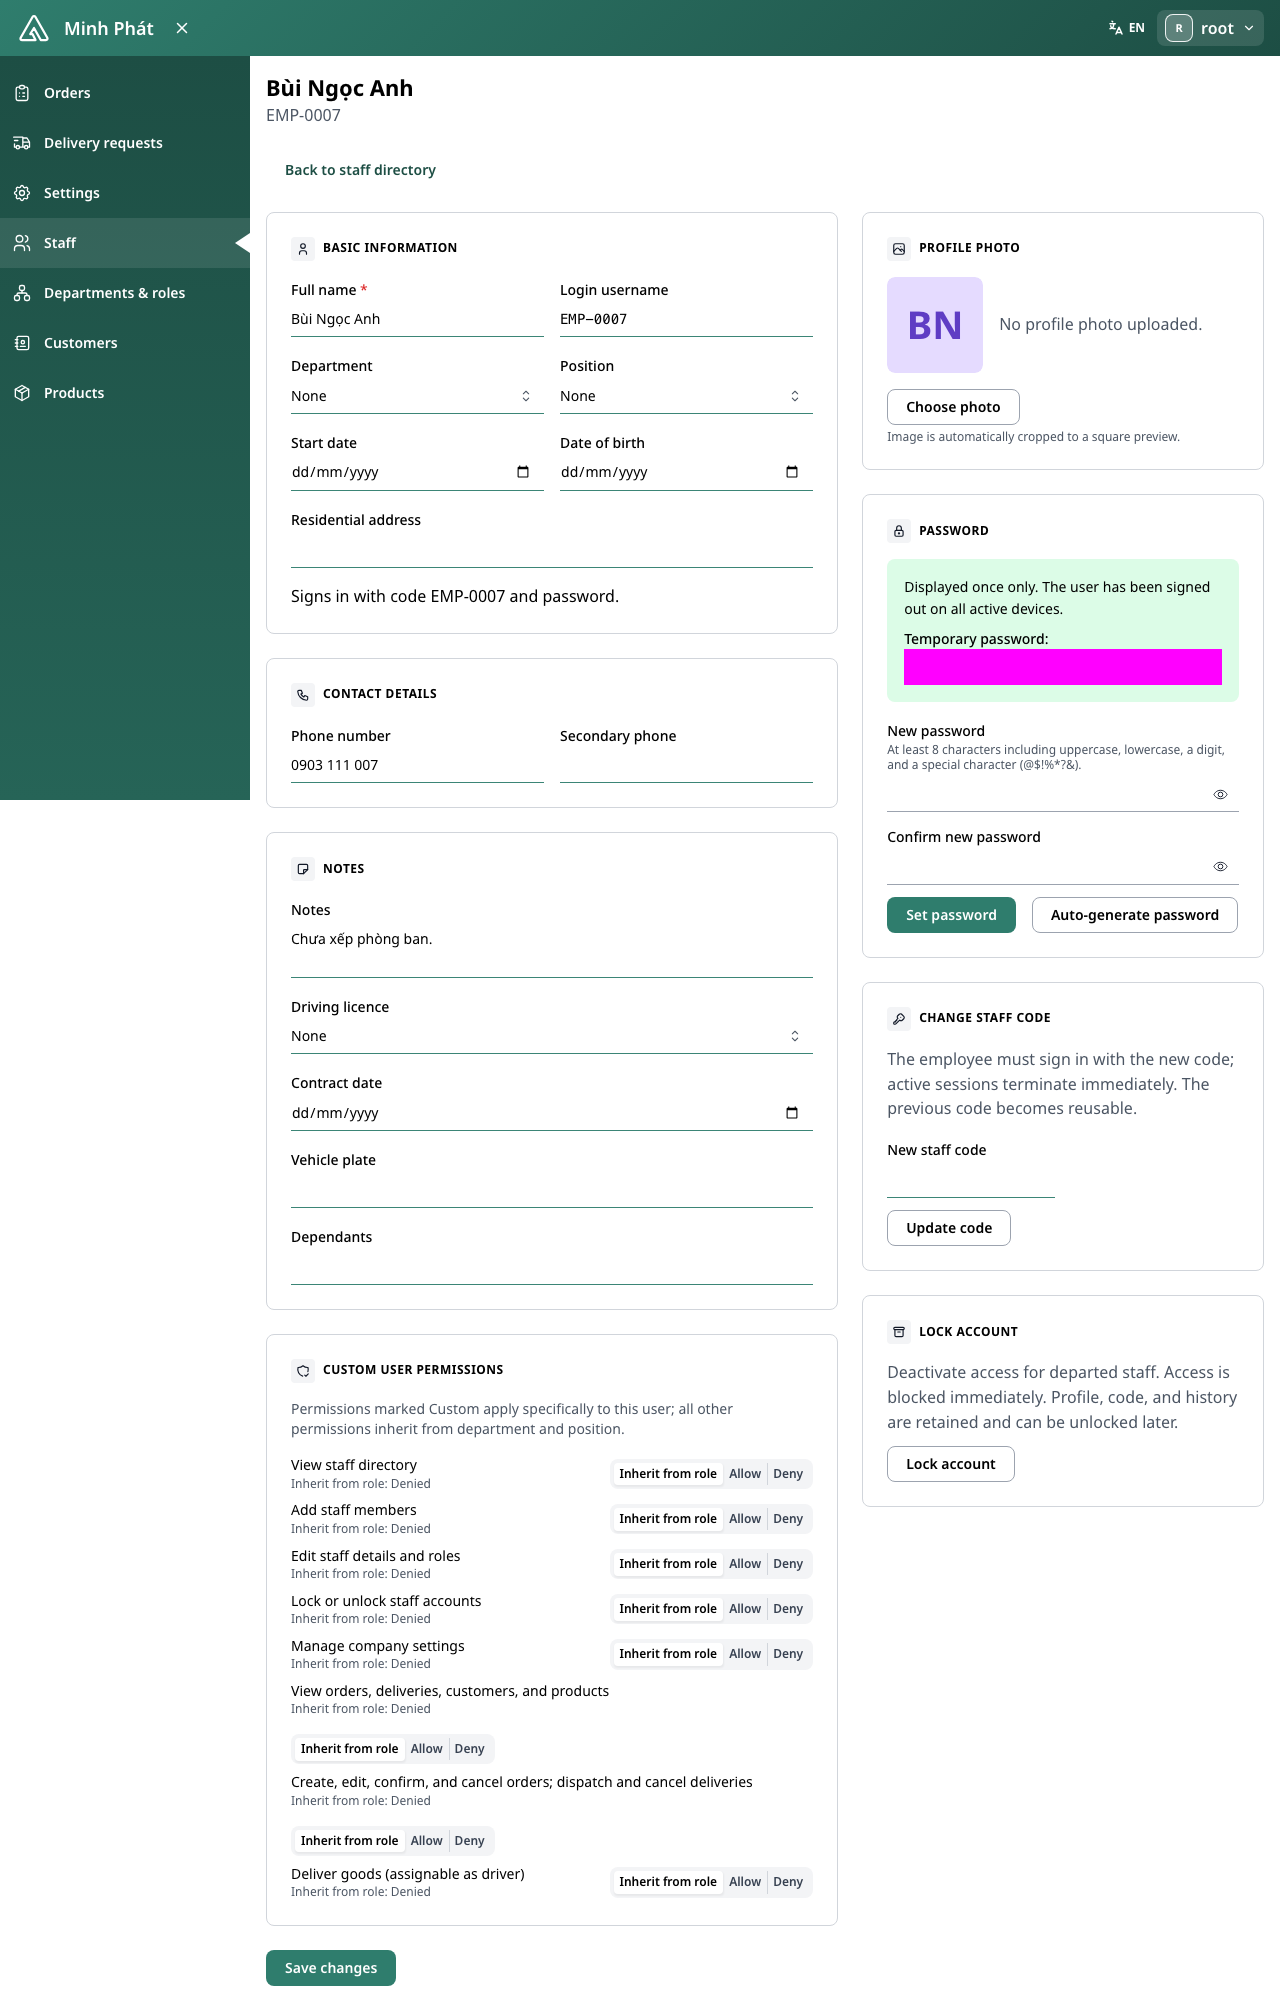 Minh Phát
EN
R
root
Orders
Delivery requests
Settings
Staff
Departments & roles
Customers
Products
Bùi Ngọc Anh
EMP-0007
Back to staff directory
BASIC INFORMATION
Full name *
Login username
Bùi Ngọc Anh
EMP-0007
Department
Position
None
None
Start date
Date of birth
dd/mm/yyyy
dd/mm/yyyy
Residential address
Signs in with code EMP-0007 and password.
CONTACT DETAILS
Phone number
Secondary phone
0903 111 007
NOTES
Notes
Chưa xếp phòng ban.
Driving licence
None
Contract date
dd/mm/yyyy
Vehicle plate
Dependants
CUSTOM USER PERMISSIONS
Permissions marked Custom apply specifically to this user; all other
permissions inherit from department and position.
View staff directory
Inherit from role: Denied
Inherit from role Allow Deny
Add staff members
Inherit from role: Denied
Inherit from role Allow Deny
Edit staff details and roles
Inherit from role: Denied
Inherit from role Allow Deny
Lock or unlock staff accounts
Inherit from role: Denied
Inherit from role Allow Deny
Manage company settings
Inherit from role: Denied
Inherit from role Allow Deny
View orders, deliveries, customers, and products
Inherit from role: Denied
Inherit from role Allow Deny
Create, edit, confirm, and cancel orders; dispatch and cancel deliveries
Inherit from role: Denied
Inherit from role Allow Deny
Deliver goods (assignable as driver)
Inherit from role: Denied
Inherit from role Allow Deny
Save changes
PROFILE PHOTO
BN
No profile photo uploaded.
Choose photo
Image is automatically cropped to a square preview.
PASSWORD
Displayed once only. The user has been signed
out on all active devices.
Temporary password:
New password
At least 8 characters including uppercase, lowercase, a digit,
and a special character (@$!%*?&).
Confirm new password
Set password
Auto-generate password
CHANGE STAFF CODE
The employee must sign in with the new code;
active sessions terminate immediately. The
previous code becomes reusable.
New staff code
Update code
LOCK ACCOUNT
Deactivate access for departed staff. Access is
blocked immediately. Profile, code, and history
are retained and can be unlocked later.
Lock account